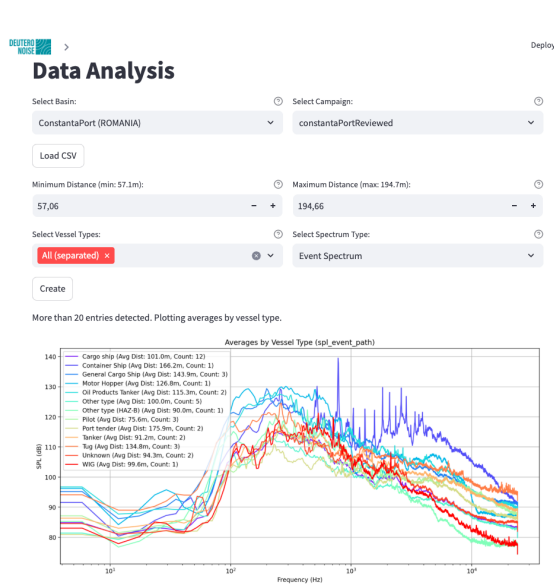 DEUTERO
NOISE
Deploy
Data Analysis
Select Basin:
Select Campaign:
ConstantaPort (ROMANIA)
constantaPortReviewed
Load CSV
Minimum Distance (min: 57.1m):
Maximum Distance (max: 194.7m):
57,06
- +
194,66
- +
Select Vessel Types:
Select Spectrum Type:
All (separated) ×
Event Spectrum
Create
More than 20 entries detected. Plotting averages by vessel type.
Averages by Vessel Type (spl_event_path)
Cargo ship (Avg Dist: 101.0m, Count: 12)
Container Ship (Avg Dist: 166.2m, Count: 1)
General Cargo Ship (Avg Dist: 143.9m, Count: 3)
Motor Hopper (Avg Dist: 126.8m, Count: 1)
Oil Products Tanker (Avg Dist: 115.3m, Count: 2)
Other type (Avg Dist: 100.0m, Count: 5)
Other type (HAZ-B) (Avg Dist: 90.0m, Count: 1)
Pilot (Avg Dist: 75.6m, Count: 3)
Port tender (Avg Dist: 175.9m, Count: 2)
Tanker (Avg Dist: 91.2m, Count: 2)
Tug (Avg Dist: 134.8m, Count: 3)
Unknown (Avg Dist: 94.3m, Count: 2)
WIG (Avg Dist: 99.6m, Count: 1)
SPL (dB)
140
130
120
110
100
90
80
10¹
10²
10³
10⁴
Frequency (Hz)